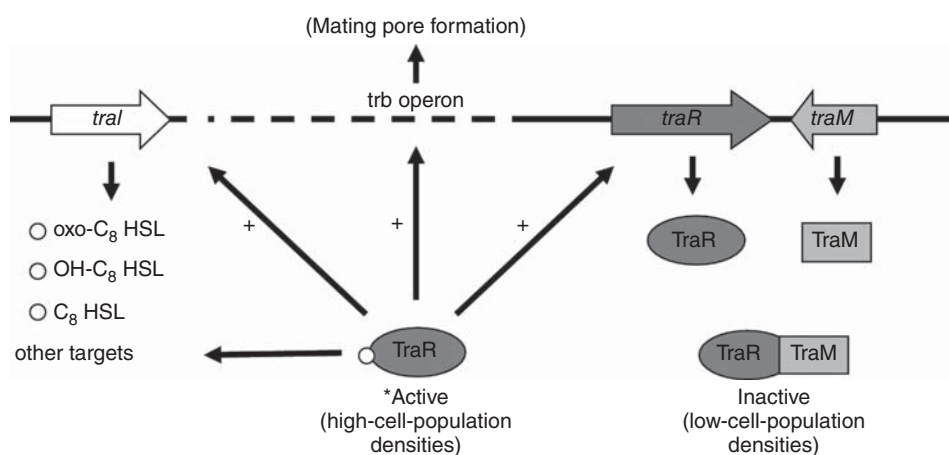 (Mating pore formation)
trb operon
traI
traR
traM
oxo-C₈ HSL
OH-C₈ HSL
C₈ HSL
other targets
+
+
+
TraR
TraM
TraR
*Active
(high-cell-population
densities)
TraR TraM
Inactive
(low-cell-population
densities)